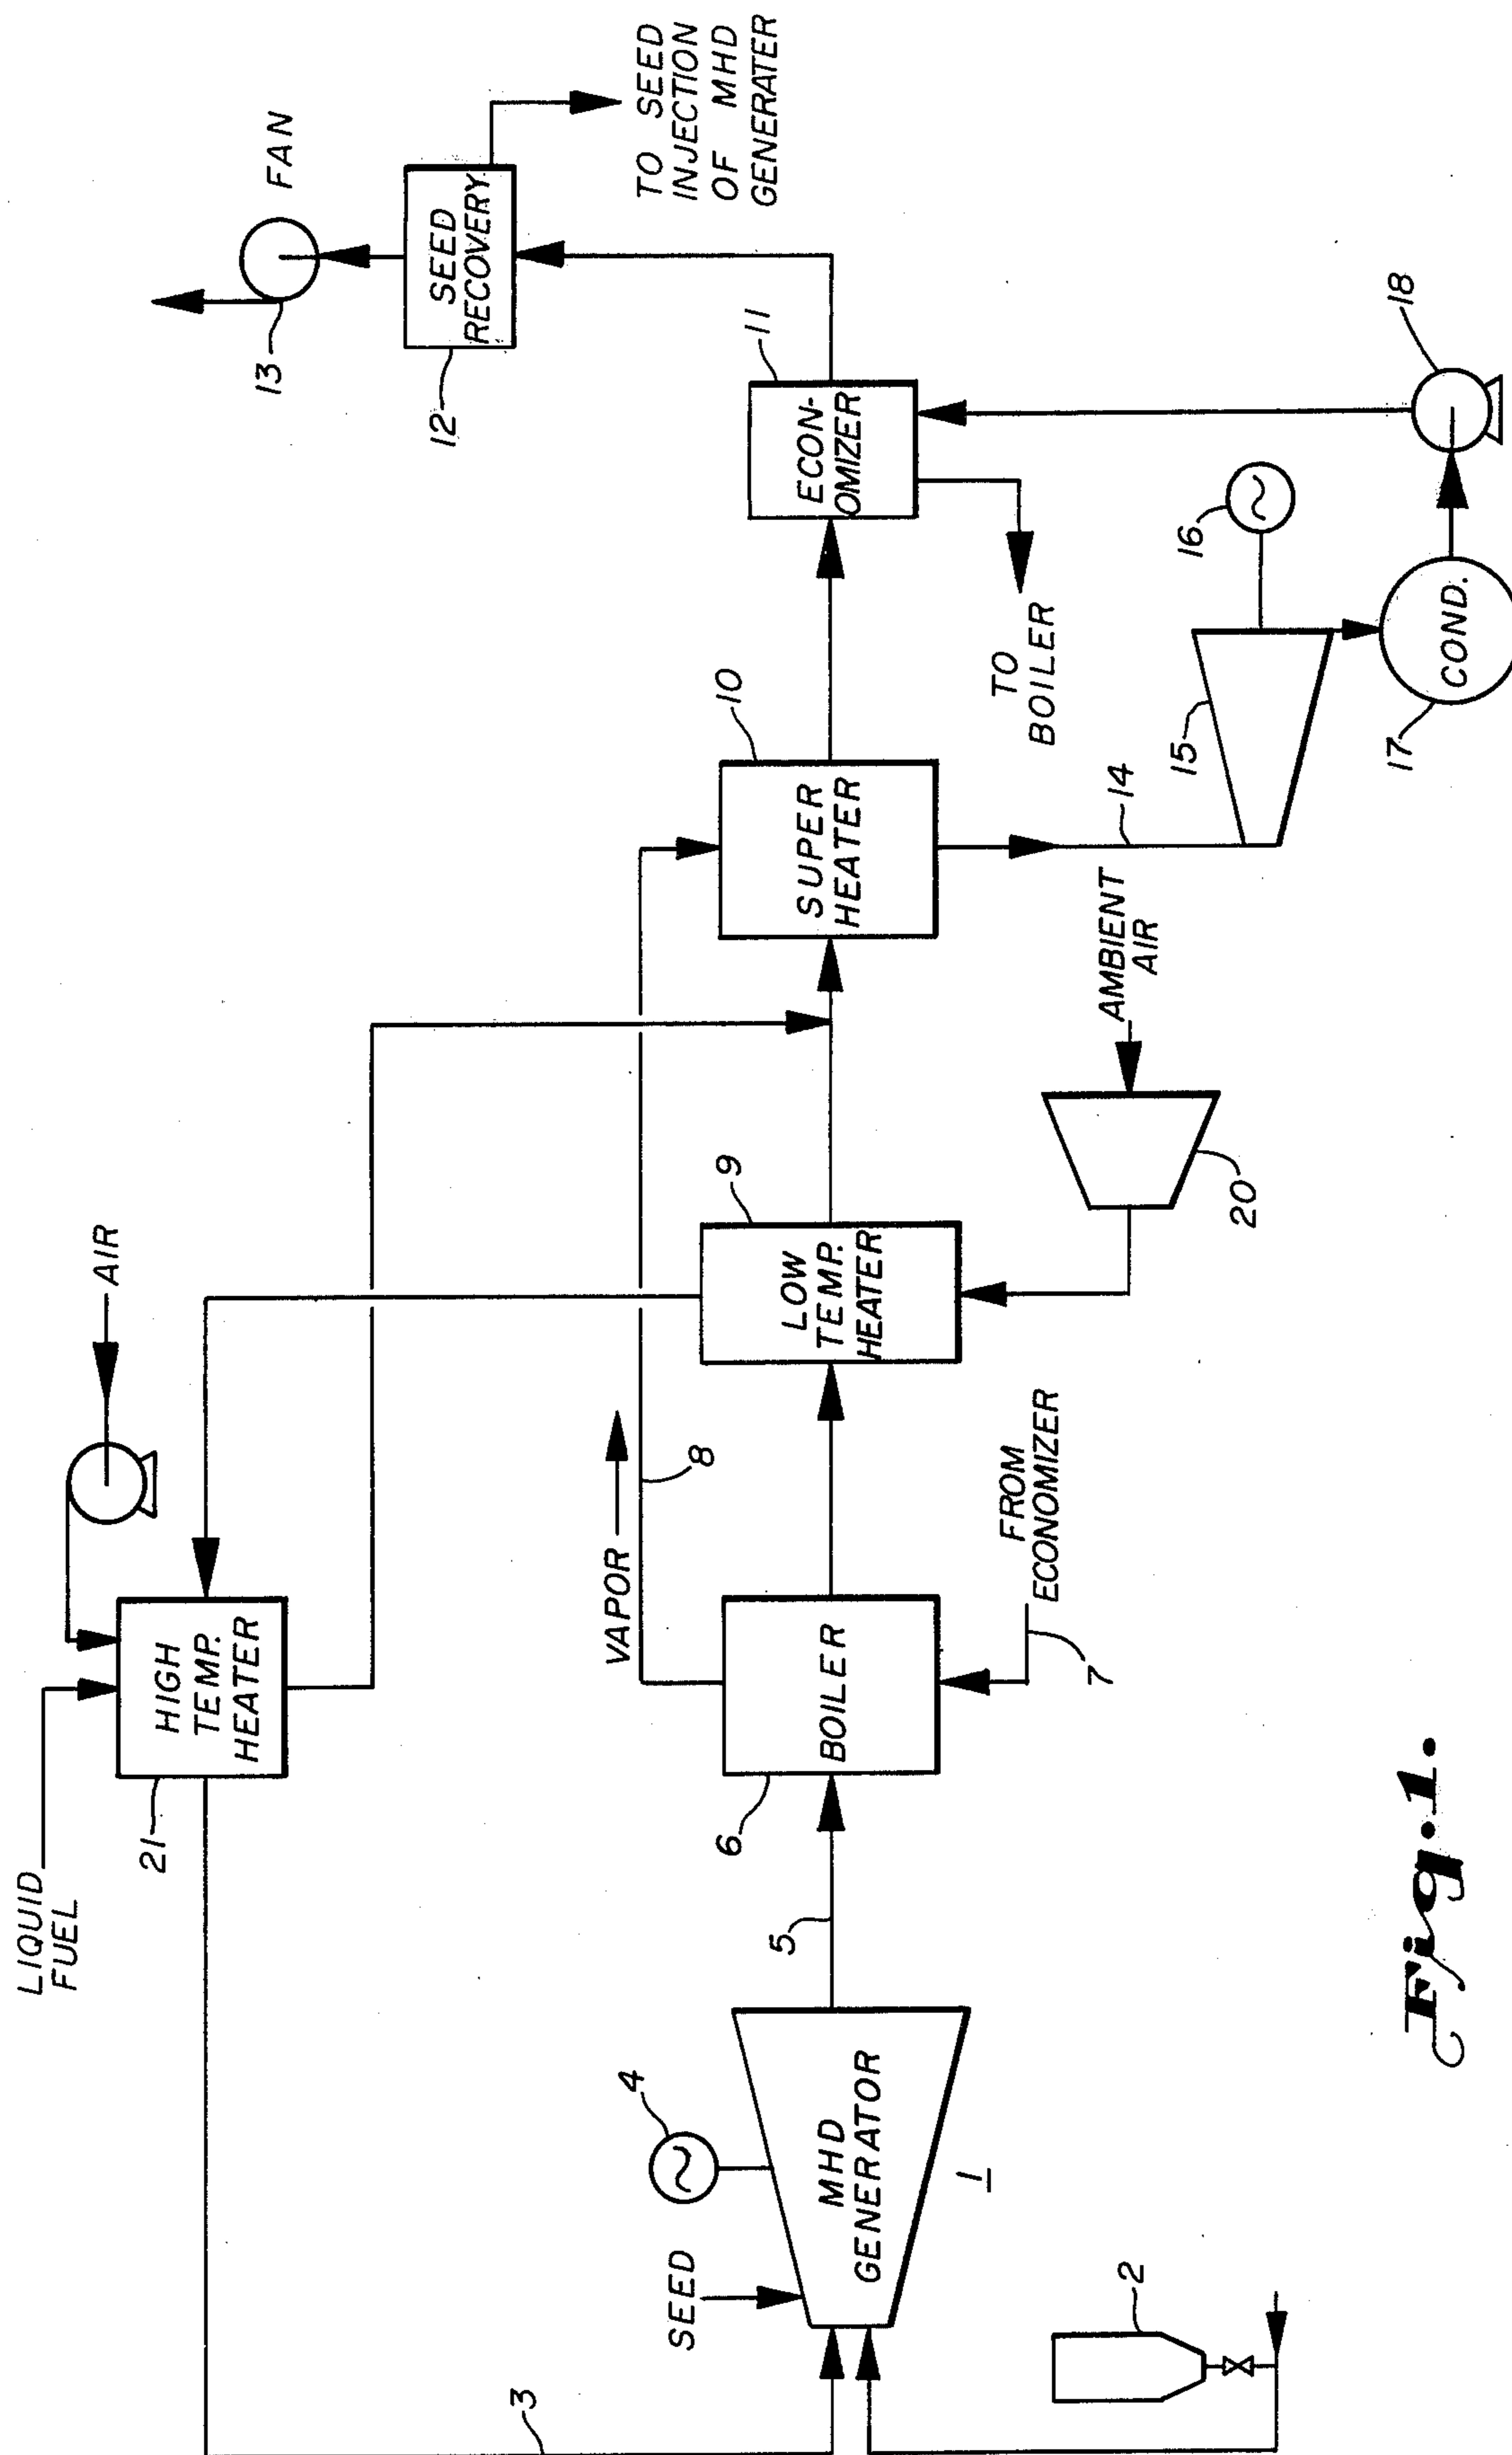 LIQUID
FUEL
AIR
21
HIGH
TEMP.
HEATER
13
FAN
12
SEED
RECOVERY
TO SEED
INJECTION
OF MHD
GENERATER
3
SEED
4
MHD
GENERATOR
1
2
5
6
BOILER
VAPOR
8
7
FROM
ECONOMIZER
9
LOW
TEMP.
HEATER
20
AMBIENT
AIR
10
SUPER
HEATER
14
11
ECON-
OMIZER
TO
BOILER
15
16
17
COND.
18
Fig. 1.